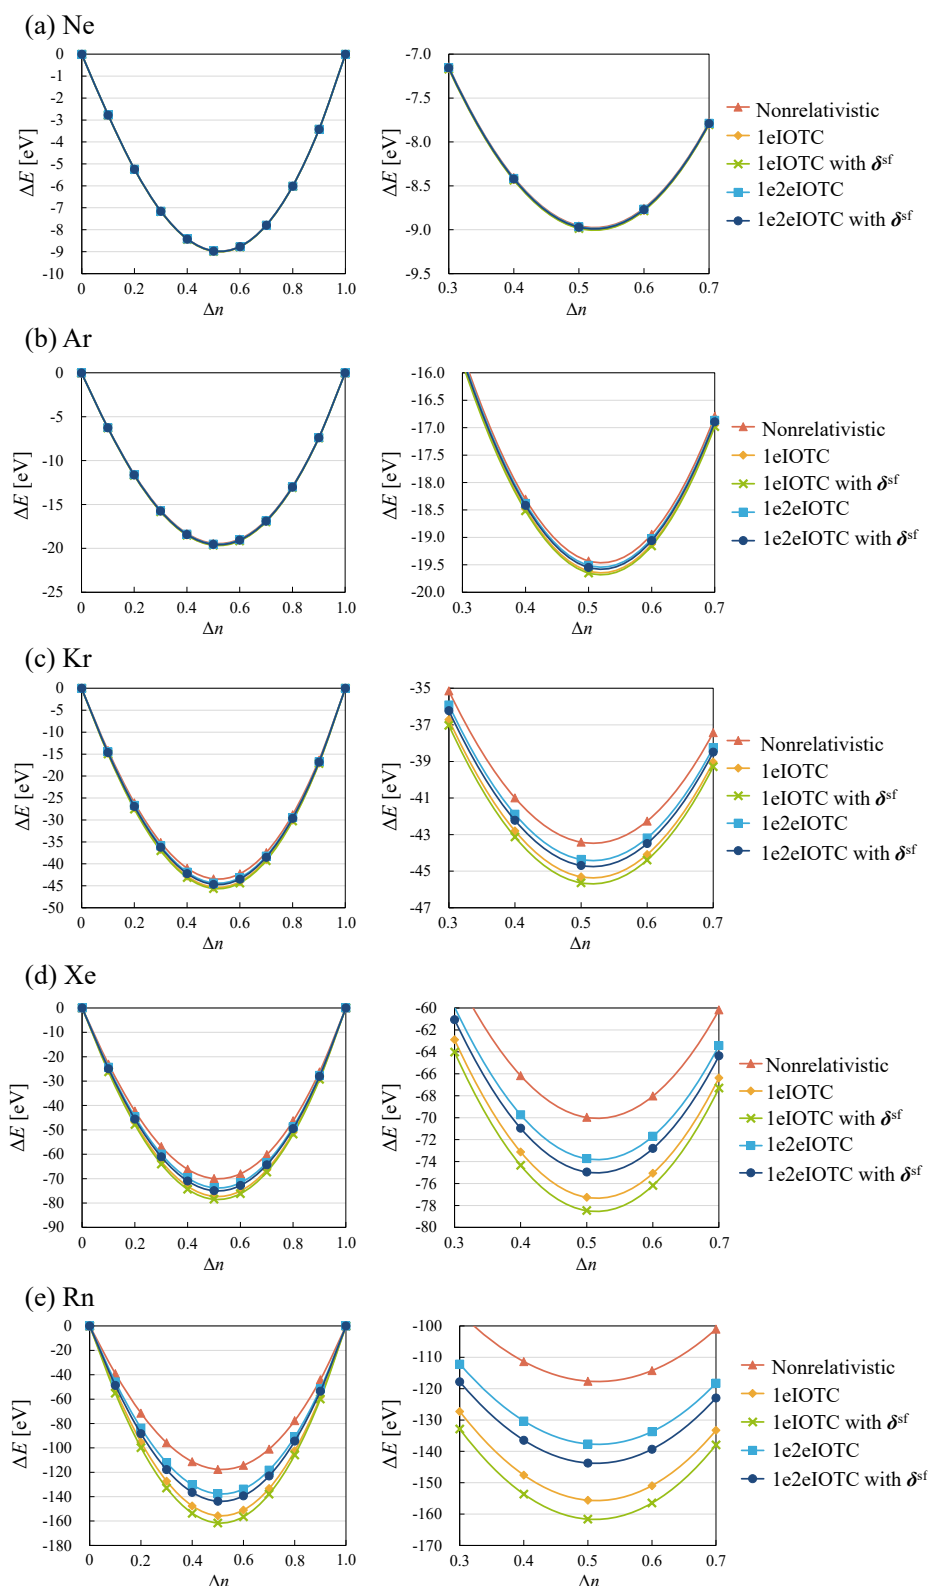 (a) Ne
0
-1
-2
-3
-4
-5
-6
-7
-8
-9
-10
ΔE [eV]
0 0.2 0.4 0.6 0.8 1.0
Δn
-7.0
-7.5
-8.0
-8.5
-9.0
-9.5
ΔE [eV]
0.3 0.4 0.5 0.6 0.7
Δn
Nonrelativistic
1eIOTC
1eIOTC with δsf
1e2eIOTC
1e2eIOTC with δsf
(b) Ar
0
-5
-10
-15
-20
-25
ΔE [eV]
0 0.2 0.4 0.6 0.8 1.0
Δn
-16.0
-16.5
-17.0
-17.5
-18.0
-18.5
-19.0
-19.5
-20.0
ΔE [eV]
0.3 0.4 0.5 0.6 0.7
Δn
Nonrelativistic
1eIOTC
1eIOTC with δsf
1e2eIOTC
1e2eIOTC with δsf
(c) Kr
0
-5
-10
-15
-20
-25
-30
-35
-40
-45
-50
ΔE [eV]
0 0.2 0.4 0.6 0.8 1.0
Δn
-35
-37
-39
-41
-43
-45
-47
ΔE [eV]
0.3 0.4 0.5 0.6 0.7
Δn
Nonrelativistic
1eIOTC
1eIOTC with δsf
1e2eIOTC
1e2eIOTC with δsf
(d) Xe
0
-10
-20
-30
-40
-50
-60
-70
-80
-90
ΔE [eV]
0 0.2 0.4 0.6 0.8 1.0
Δn
-60
-62
-64
-66
-68
-70
-72
-74
-76
-78
-80
ΔE [eV]
0.3 0.4 0.5 0.6 0.7
Δn
Nonrelativistic
1eIOTC
1eIOTC with δsf
1e2eIOTC
1e2eIOTC with δsf
(e) Rn
0
-20
-40
-60
-80
-100
-120
-140
-160
-180
ΔE [eV]
0 0.2 0.4 0.6 0.8 1.0
Δn
-100
-110
-120
-130
-140
-150
-160
-170
ΔE [eV]
0.3 0.4 0.5 0.6 0.7
Δn
Nonrelativistic
1eIOTC
1eIOTC with δsf
1e2eIOTC
1e2eIOTC with δsf